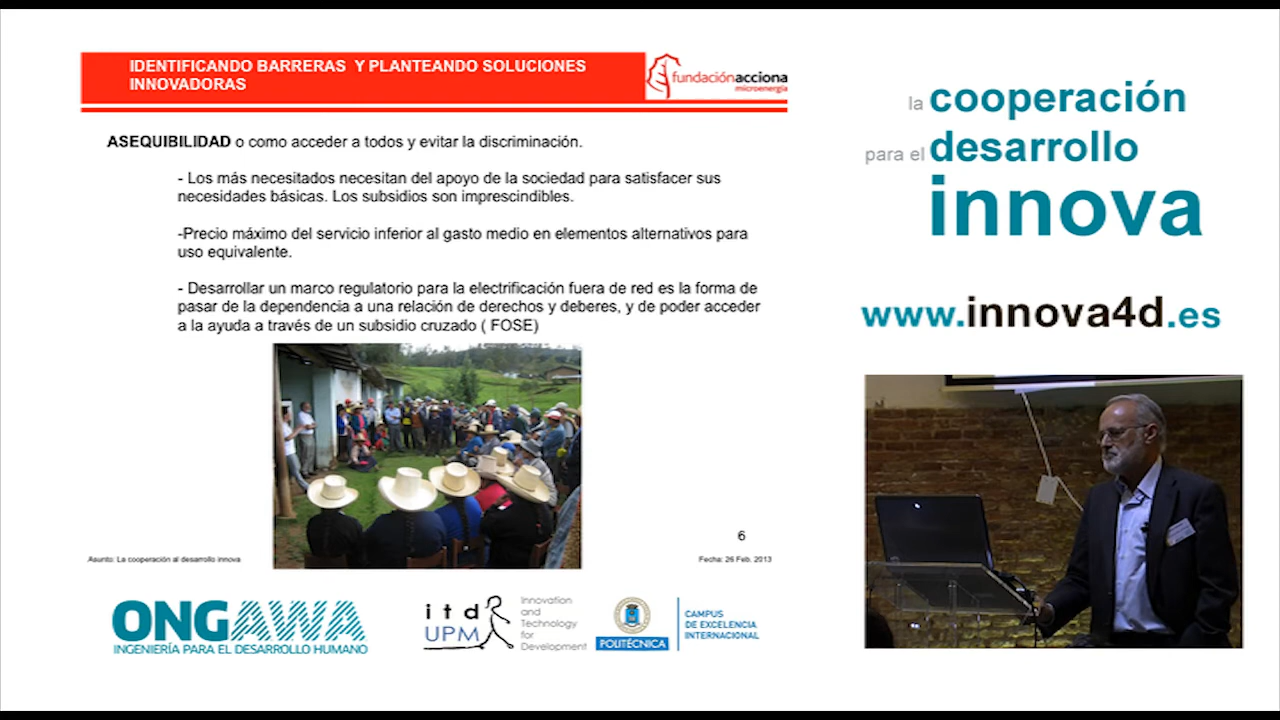 IDENTIFICANDO BARRERAS Y PLANTEANDO SOLUCIONES
INNOVADORAS
fundaciónacciona
microenergía
ASEQUIBILIDAD o como acceder a todos y evitar la discriminación.
- Los más necesitados necesitan del apoyo de la sociedad para satisfacer sus
necesidades básicas. Los subsidios son imprescindibles.
-Precio máximo del servicio inferior al gasto medio en elementos alternativos para
uso equivalente.
- Desarrollar un marco regulatorio para la electrificación fuera de red es la forma de
pasar de la dependencia a una relación de derechos y deberes, y de poder acceder
a la ayuda a través de un subsidio cruzado ( FOSE)
6
Asunto: La cooperación al desarrollo innova
Fecha: 26 Feb. 2013
la cooperación
para el desarrollo
innova
www.innova4d.es
ONGAWA
INGENIERÍA PARA EL DESARROLLO HUMANO
itd
UPM
Innovation
and
Technology
for
Development
POLITÉCNICA
CAMPUS
DE EXCELENCIA
INTERNACIONAL